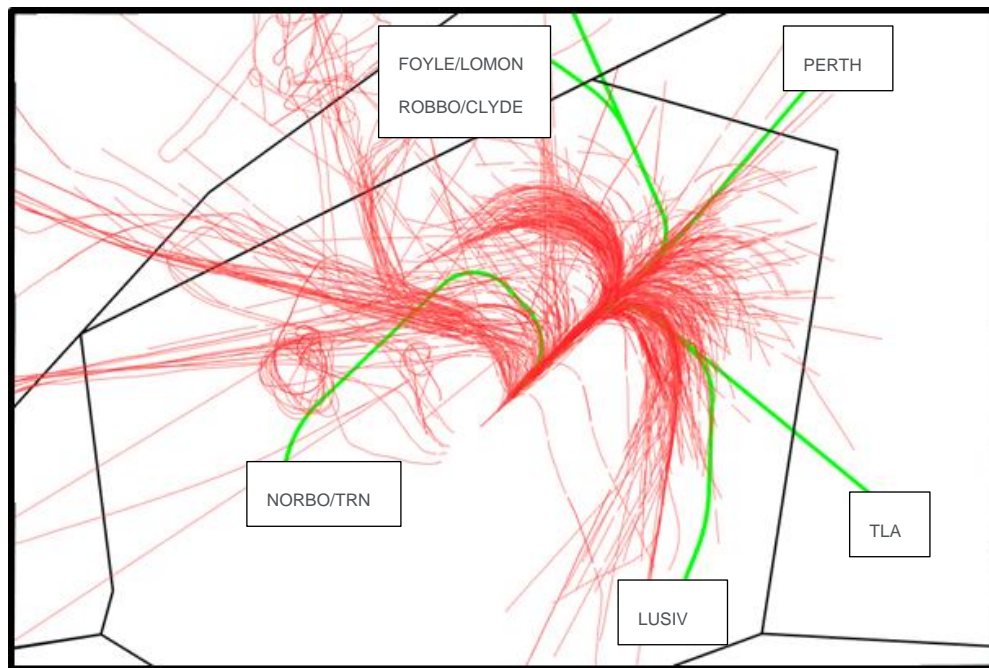 FOYLE/LOMON
ROBBO/CLYDE
PERTH
NORBO/TRN
TLA
LUSIV